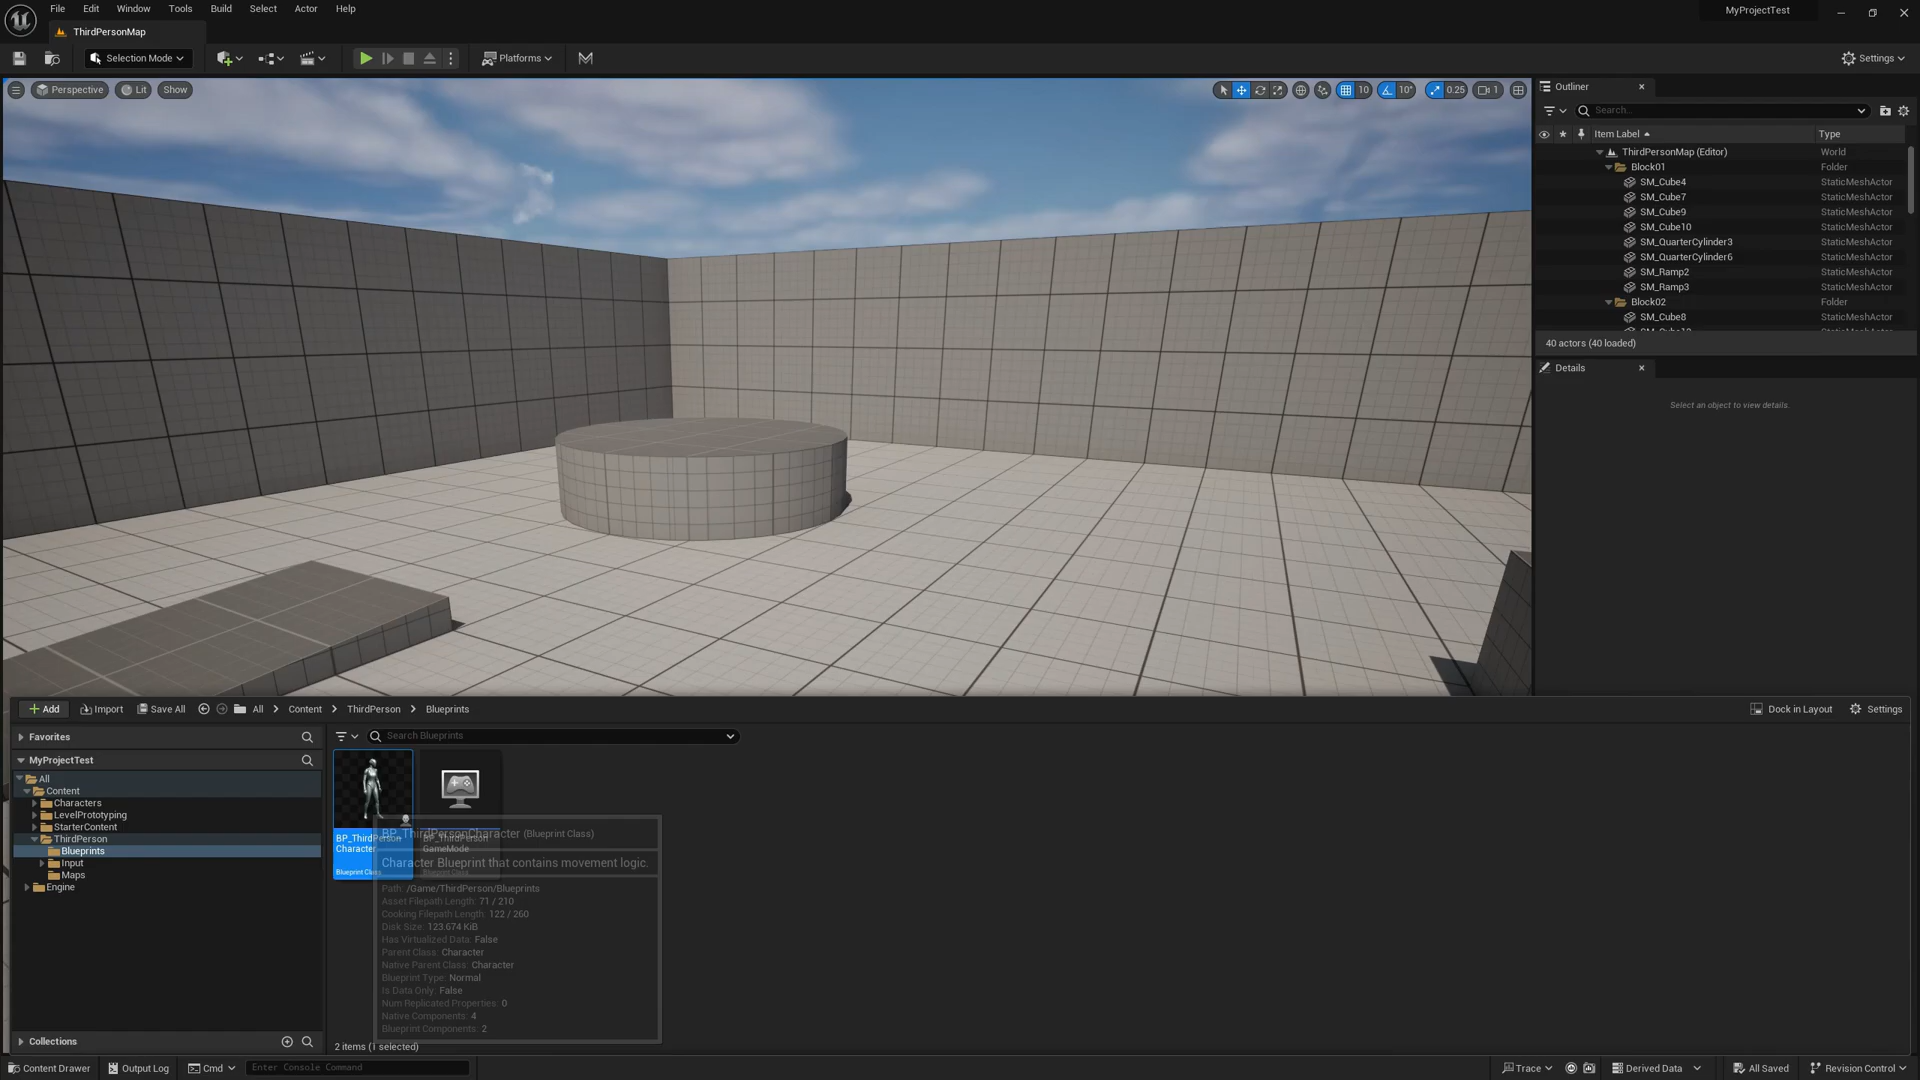 File Edit Window Tools Build Select Actor Help
MyProjectTest
ThirdPersonMap
Selection Mode
Platforms
Settings
Perspective Lit Show
10 10° 0.25 1
Outliner
Search...
Item Label Type
ThirdPersonMap (Editor) World
Block01 Folder
SM_Cube4 StaticMeshActor
SM_Cube7 StaticMeshActor
SM_Cube9 StaticMeshActor
SM_Cube10 StaticMeshActor
SM_QuarterCylinder3 StaticMeshActor
SM_QuarterCylinder6 StaticMeshActor
SM_Ramp2 StaticMeshActor
SM_Ramp3 StaticMeshActor
Block02 Folder
SM_Cube8 StaticMeshActor
40 actors (40 loaded)
Details
Select an object to view details.
Add Import Save All All Content ThirdPerson Blueprints
Dock in Layout Settings
Favorites
Search Blueprints
MyProjectTest
All
Content
Characters
LevelPrototyping
StarterContent
ThirdPerson
Blueprints
Input
Maps
Engine
BP_ThirdPerson
Character
Blueprint Class
BP_ThirdPerson
GameMode
Blueprint Class
BP_ThirdPersonCharacter (Blueprint Class)
Character Blueprint that contains movement logic.
Path: /Game/ThirdPerson/Blueprints
Asset Filepath Length: 71 / 210
Cooking Filepath Length: 122 / 260
Disk Size: 123.674 KiB
Has Virtualized Data: False
Parent Class: Character
Native Parent Class: Character
Blueprint Type: Normal
Is Data Only: False
Num Replicated Properties: 0
Native Components: 4
Blueprint Components: 2
Collections
2 items (1 selected)
Content Drawer Output Log Cmd Enter Console Command
Trace Derived Data All Saved Revision Control